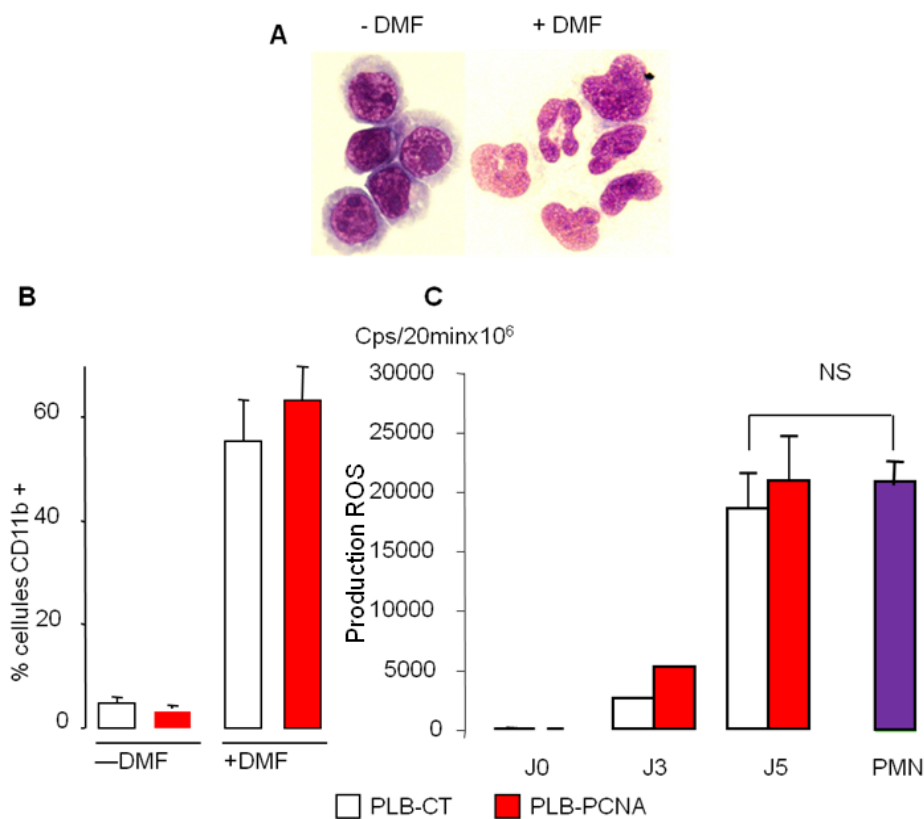 A
- DMF + DMF
B
C
% cellules CD11b +
60
40
20
0
—DMF +DMF
Cps/20minx10⁶
Production ROS
30000
25000
20000
15000
10000
5000
0
NS
J0 J3 J5 PMN
PLB-CT PLB-PCNA